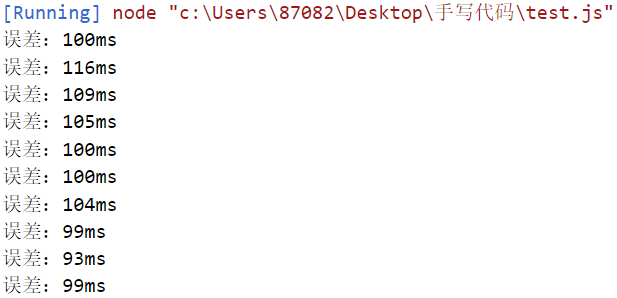 [Running] node "c:\Users\87082\Desktop\手写代码\test.js"
误差：100ms
误差：116ms
误差：109ms
误差：105ms
误差：100ms
误差：100ms
误差：104ms
误差：99ms
误差：93ms
误差：99ms